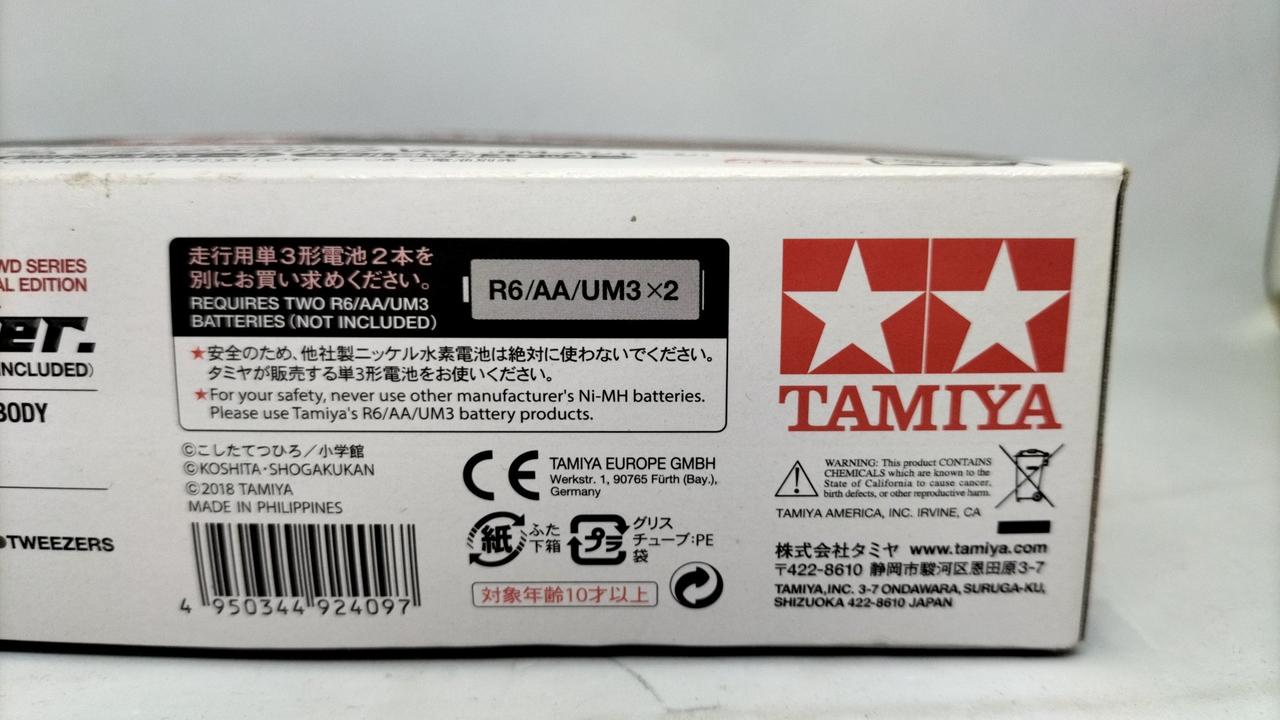 WD SERIES
AL EDITION
er.
NCLUDED)
BODY
●TWEEZERS
走行用単3形電池2本を
別にお買い求めください。
REQUIRES TWO R6/AA/UM3
BATTERIES (NOT INCLUDED)
R6/AA/UM3×2
★安全のため、他社製ニッケル水素電池は絶対に使わないでください。
タミヤが販売する単3形電池をお使いください。
★For your safety, never use other manufacturer's Ni-MH batteries.
Please use Tamiya's R6/AA/UM3 battery products.
©こしたてつひろ/小学館
©KOSHITA・SHOGAKUKAN
©2018 TAMIYA
MADE IN PHILIPPINES
4 950344 924097
CE
TAMIYA EUROPE GMBH
Werkstr. 1, 90765 Fürth (Bay.),
Germany
紙
ふた
下箱
プラ
グリス
チューブ:PE
袋
対象年齢10才以上
TAMIYA
WARNING: This product CONTAINS
CHEMICALS which are known to the
State of California to cause cancer,
birth defects, or other reproductive harm.
TAMIYA AMERICA, INC. IRVINE, CA
株式会社タミヤ www.tamiya.com
〒422-8610 静岡市駿河区恩田原3-7
TAMIYA,INC. 3-7 ONDAWARA, SURUGA-KU,
SHIZUOKA 422-8610 JAPAN